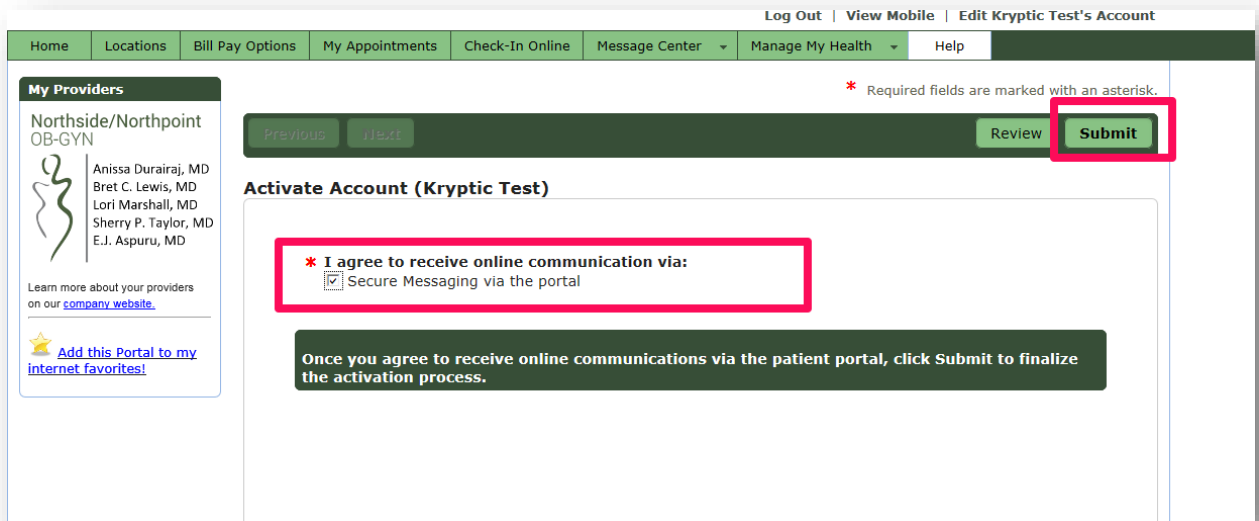 Log Out | View Mobile | Edit Kryptic Test's Account
Home Locations Bill Pay Options My Appointments Check-In Online Message Center Manage My Health Help
My Providers
Northside/Northpoint
OB-GYN
Anissa Durairaj, MD
Bret C. Lewis, MD
Lori Marshall, MD
Sherry P. Taylor, MD
E.J. Aspuru, MD
Learn more about your providers
on our company website.
Add this Portal to my
internet favorites!
* Required fields are marked with an asterisk.
Previous Next Review Submit
Activate Account (Kryptic Test)
* I agree to receive online communication via:
Secure Messaging via the portal
Once you agree to receive online communications via the patient portal, click Submit to finalize
the activation process.